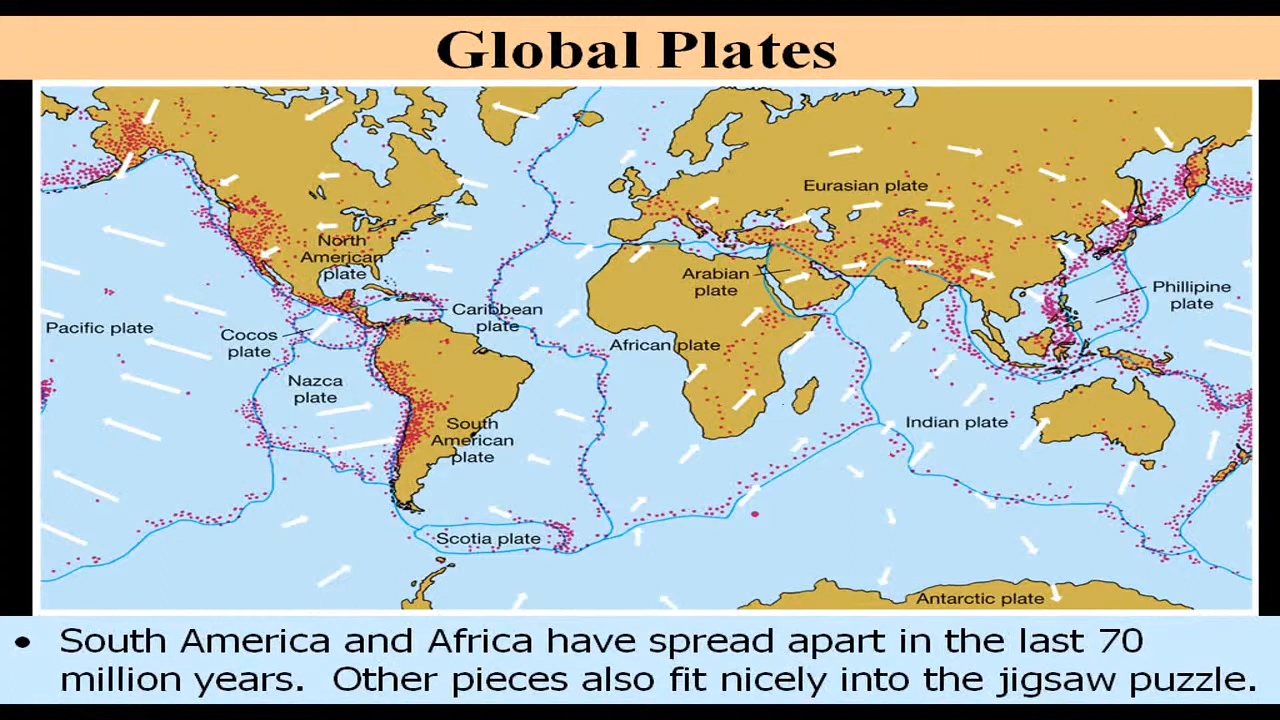 Global Plates
Eurasian plate
North
American
plate
Arabian
plate
Phillipine
plate
Caribbean
plate
Pacific plate
Cocos
plate
African plate
Nazca
plate
South
American
plate
Indian plate
Scotia plate
Antarctic plate
• South America and Africa have spread apart in the last 70
million years. Other pieces also fit nicely into the jigsaw puzzle.